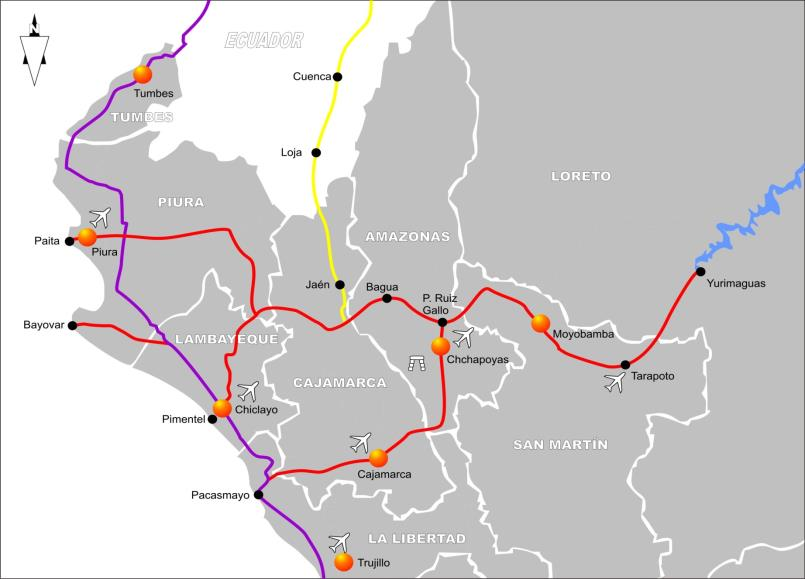 N
ECUADOR
Cuenca
Tumbes
TUMBES
Loja
LORETO
PIURA
AMAZONAS
Paita
Piura
Jaén
Bagua
Yurimaguas
P. Ruiz
Gallo
Bayovar
LAMBAYEQUE
Moyobamba
Chchapoyas
CAJAMARCA
Tarapoto
Chiclayo
Pimentel
SAN MARTÍN
Cajamarca
Pacasmayo
LA LIBERTAD
Trujillo